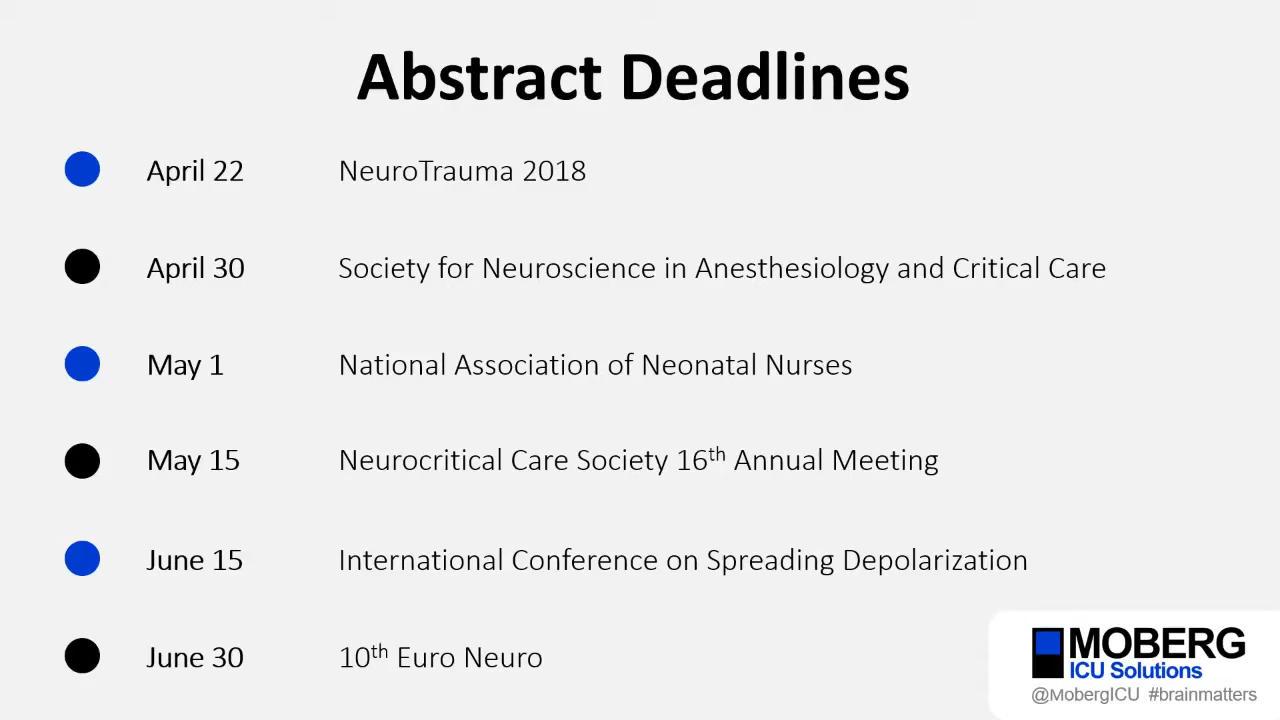 Abstract Deadlines
April 22 NeuroTrauma 2018
April 30 Society for Neuroscience in Anesthesiology and Critical Care
May 1 National Association of Neonatal Nurses
May 15 Neurocritical Care Society 16th Annual Meeting
June 15 International Conference on Spreading Depolarization
June 30 10th Euro Neuro
MOBERG
ICU Solutions
@MobergICU #brainmatters